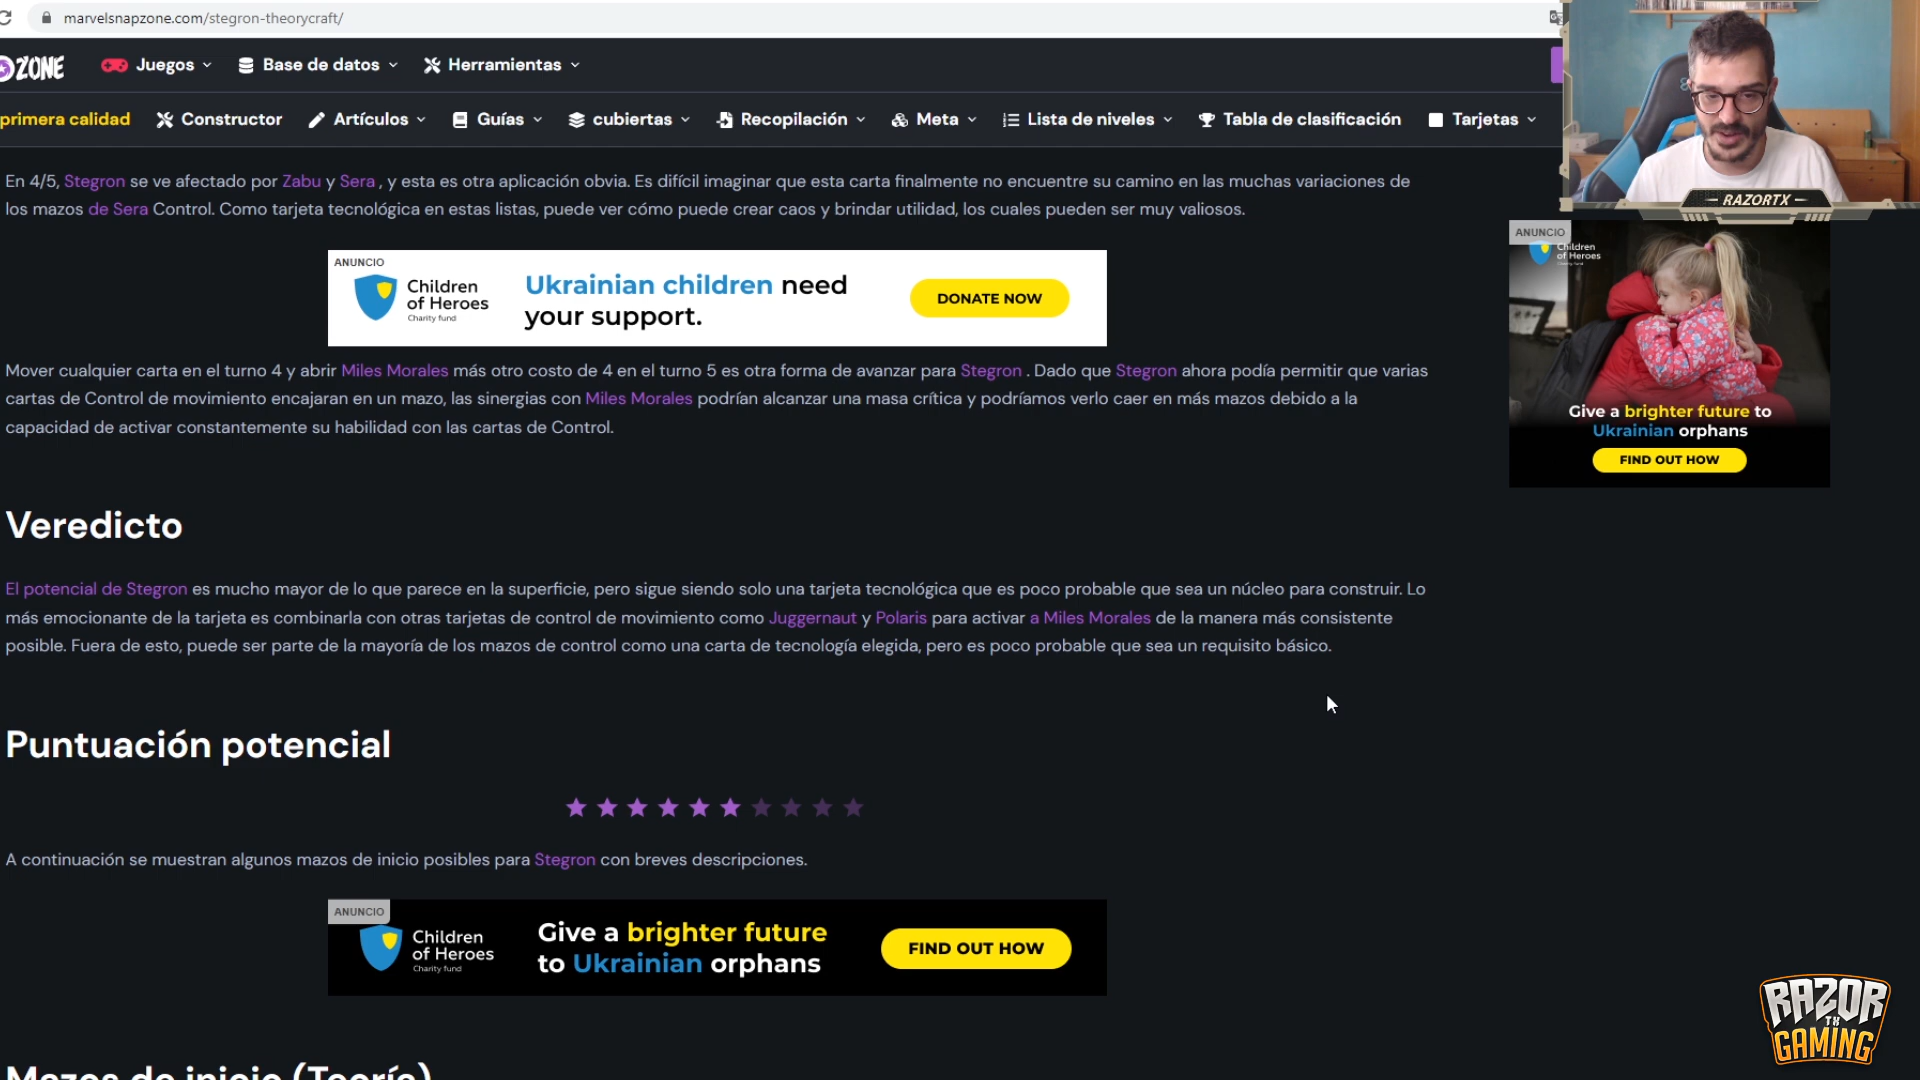 marvelsnapzone.com/stegron-theorycraft/
ZONE
Juegos
Base de datos
Herramientas
primera calidad
Constructor
Artículos
Guías
cubiertas
Recopilación
Meta
Lista de niveles
Tabla de clasificación
Tarjetas
RAZORTX
En 4/5, Stegron se ve afectado por Zabu y Sera , y esta es otra aplicación obvia. Es difícil imaginar que esta carta finalmente no encuentre su camino en las muchas variaciones de
los mazos de Sera Control. Como tarjeta tecnológica en estas listas, puede ver cómo puede crear caos y brindar utilidad, los cuales pueden ser muy valiosos.
ANUNCIO
Children
of Heroes
Charity fund
Ukrainian children need
your support.
DONATE NOW
ANUNCIO
Children
of Heroes
Give a brighter future to
Ukrainian orphans
FIND OUT HOW
Mover cualquier carta en el turno 4 y abrir Miles Morales más otro costo de 4 en el turno 5 es otra forma de avanzar para Stegron . Dado que Stegron ahora podía permitir que varias
cartas de Control de movimiento encajaran en un mazo, las sinergias con Miles Morales podrían alcanzar una masa crítica y podríamos verlo caer en más mazos debido a la
capacidad de activar constantemente su habilidad con las cartas de Control.
Veredicto
El potencial de Stegron es mucho mayor de lo que parece en la superficie, pero sigue siendo solo una tarjeta tecnológica que es poco probable que sea un núcleo para construir. Lo
más emocionante de la tarjeta es combinarla con otras tarjetas de control de movimiento como Juggernaut y Polaris para activar a Miles Morales de la manera más consistente
posible. Fuera de esto, puede ser parte de la mayoría de los mazos de control como una carta de tecnología elegida, pero es poco probable que sea un requisito básico.
Puntuación potencial
A continuación se muestran algunos mazos de inicio posibles para Stegron con breves descripciones.
ANUNCIO
Children
of Heroes
Charity fund
Give a brighter future
to Ukrainian orphans
FIND OUT HOW
RAZOR
TX
GAMING
Mazos de inicio (Teoría)